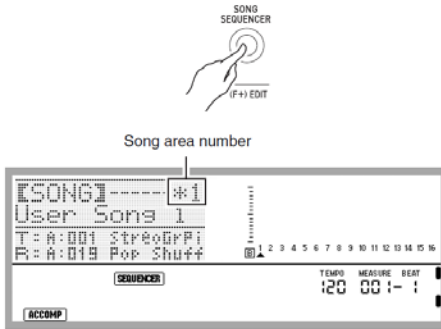 SONG
SEQUENCER
(F+) EDIT
Song area number
【SONG】------*1
User Song 1
T:A:001 StreoGrPi
R:A:019 Pop Shuff
B 1 2 3 4 5 6 7 8 9 10 11 12 13 14 15 16
SEQUENCER
TEMPO MEASURE BEAT
120 001- 1
ACCOMP